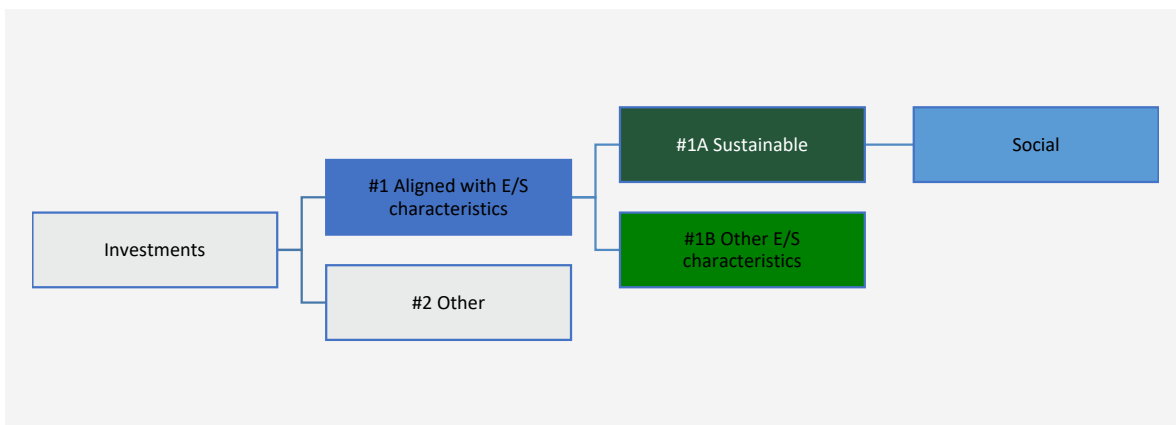 #1A Sustainable
Social
#1 Aligned with E/S
characteristics
Investments
#1B Other E/S
characteristics
#2 Other